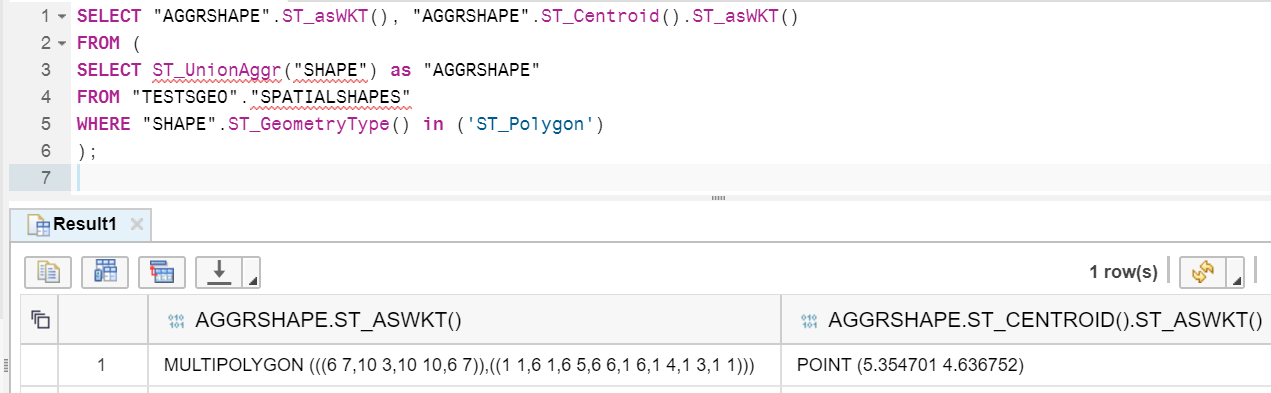 1 SELECT "AGGRSHAPE".ST_asWKT(), "AGGRSHAPE".ST_Centroid().ST_asWKT()
2 FROM (
3 SELECT ST_UnionAggr("SHAPE") as "AGGRSHAPE"
4 FROM "TESTSGEO"."SPATIALSHAPES"
5 WHERE "SHAPE".ST_GeometryType() in ('ST_Polygon')
6 );
7
Result1
1 row(s)
AGGRSHAPE.ST_ASWKT() AGGRSHAPE.ST_CENTROID().ST_ASWKT()
1 MULTIPOLYGON (((6 7,10 3,10 10,6 7)),((1 1,6 1,6 5,6 6,1 6,1 4,1 3,1 1))) POINT (5.354701 4.636752)